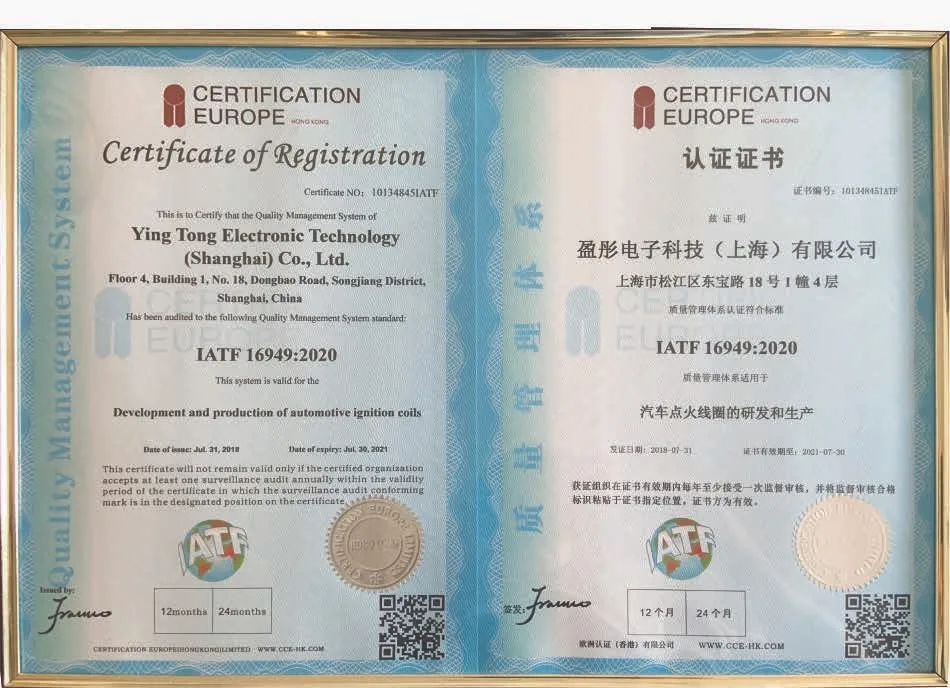 Quality Management System
CERTIFICATION
EUROPE HONG KONG
Certificate of Registration
Certificate NO: 10134845IATF
This is to Certify that the Quality Management System of
Ying Tong Electronic Technology
(Shanghai) Co., Ltd.
Floor 4, Building 1, No. 18, Dongbao Road, Songjiang District,
Shanghai, China
Has been audited to the following Quality Management System standard:
IATF 16949:2020
This system is valid for the
Development and production of automotive ignition coils
Date of issue: Jul. 31, 2018 Date of expiry: Jul. 30, 2021
This certificate will not remain valid only if the certified organization
accepts at least one surveillance audit annually within the validity
period of the certificate in which the surveillance audit conforming
mark is in the designated position on the certificate.
IATF
Issued by:
12months 24months
CERTIFICATION EUROPE(HONGKONG)LIMITED WWW.CCE-HK.COM
质量管理体系
CERTIFICATION
EUROPE HONG KONG
认证证书
证书编号: 10134845IATF
兹证明
盈彤电子科技（上海）有限公司
上海市松江区东宝路 18 号 1 幢 4 层
质量管理体系认证符合标准
IATF 16949:2020
质量管理体系适用于
汽车点火线圈的研发和生产
发证日期: 2018-07-31 证书有效期至: 2021-07-30
获证组织在证书有效期内每年至少接受一次监督审核，并将监督审核合格
标识粘贴于证书指定位置，证书方为有效。
IATF
签发:
12 个月 24 个月
欧洲认证（香港）有限公司 WWW.CCE-HK.COM